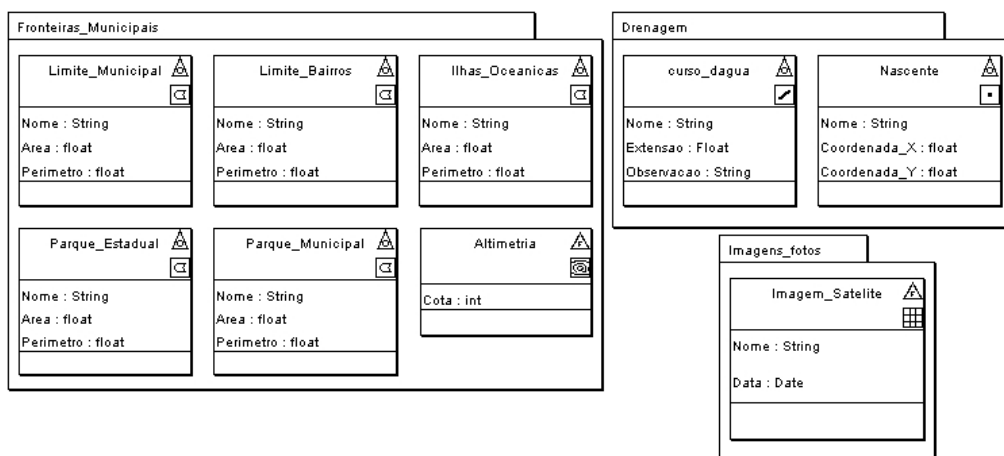 Fronteiras_Municipais
Limite_Municipal
Nome : String
Area : float
Perimetro : float
Limite_Bairros
Nome : String
Area : float
Perimetro : float
Ilhas_Oceanicas
Nome : String
Area : float
Perimetro : float
Parque_Estadual
Nome : String
Area : float
Perimetro : float
Parque_Municipal
Nome : String
Area : float
Perimetro : float
Altimetria
F
Cota : int
Drenagem
curso_dagua
Nome : String
Extensao : Float
Observacao : String
Nascente
Nome : String
Coordenada_X : float
Coordenada_Y : float
Imagens_fotos
Imagem_Satelite
F
Nome : String
Data : Date